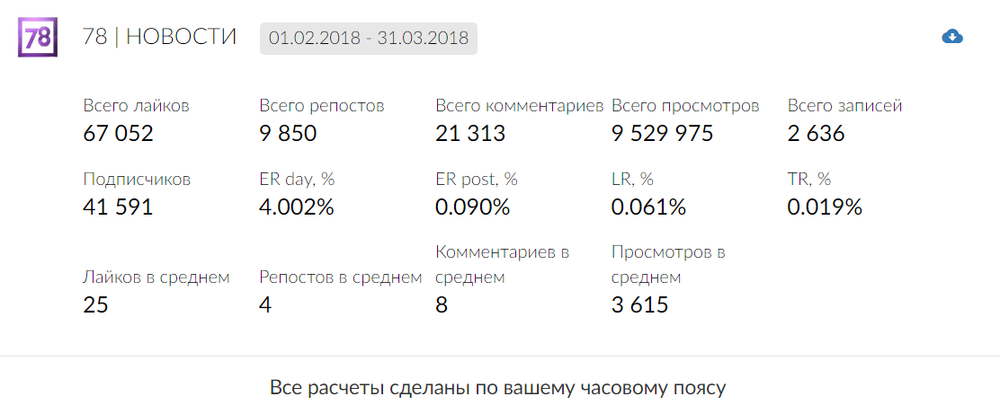 78
78 | НОВОСТИ 01.02.2018 - 31.03.2018
Всего лайков Всего репостов Всего комментариев Всего просмотров Всего записей
67 052 9 850 21 313 9 529 975 2 636
Подписчиков ER day, % ER post, % LR, % TR, %
41 591 4.002% 0.090% 0.061% 0.019%
Комментариев в Просмотров в
Лайков в среднем Репостов в среднем среднем среднем
25 4 8 3 615
Все расчеты сделаны по вашему часовому поясу